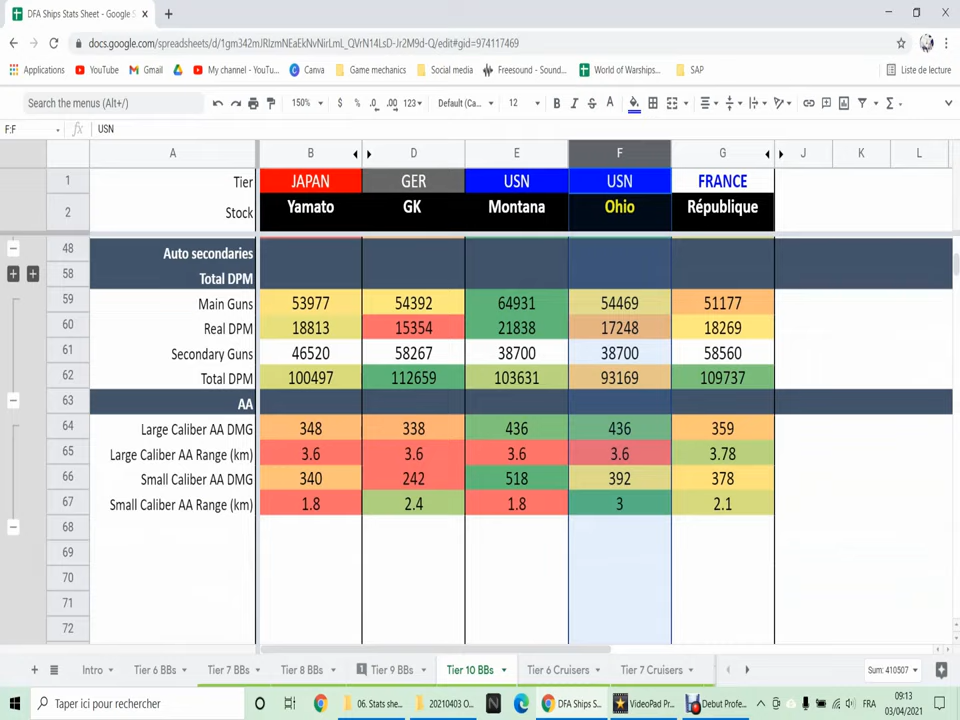 DFA Ships Stats Sheet - Google S
docs.google.com/spreadsheets/d/1gm342mJRlzmNEaEkNvNirLmL_QVrN14LsD-Jr2M9d-Q/edit#gid=974117469
Applications YouTube Gmail My channel - YouTu... Canva Game mechanics Social media Freesound - Soun... World of Warships... SAP Liste de lecture
Search the menus (Alt+/) 150% $ % .0 .00 123 Default (Ca... 12 B I S A
F:F fx USN
A B D E F G J K L
1 Tier JAPAN GER USN USN FRANCE
2 Stock Yamato GK Montana Ohio République
48 Auto secondaries
58 Total DPM
59 Main Guns 53977 54392 64931 54469 51177
60 Real DPM 18813 15354 21838 17248 18269
61 Secondary Guns 46520 58267 38700 38700 58560
62 Total DPM 100497 112659 103631 93169 109737
63 AA
64 Large Caliber AA DMG 348 338 436 436 359
65 Large Caliber AA Range (km) 3.6 3.6 3.6 3.6 3.78
66 Small Caliber AA DMG 340 242 518 392 378
67 Small Caliber AA Range (km) 1.8 2.4 1.8 3 2.1
68
69
70
71
72
Intro Tier 6 BBs Tier 7 BBs Tier 8 BBs 1 Tier 9 BBs Tier 10 BBs Tier 6 Cruisers Tier 7 Cruisers Sum: 410507
Taper ici pour rechercher 06. Stats she... 20210403 O... DFA Ships S... VideoPad Pr... Debut Profe... FRA 09:13
03/04/2021